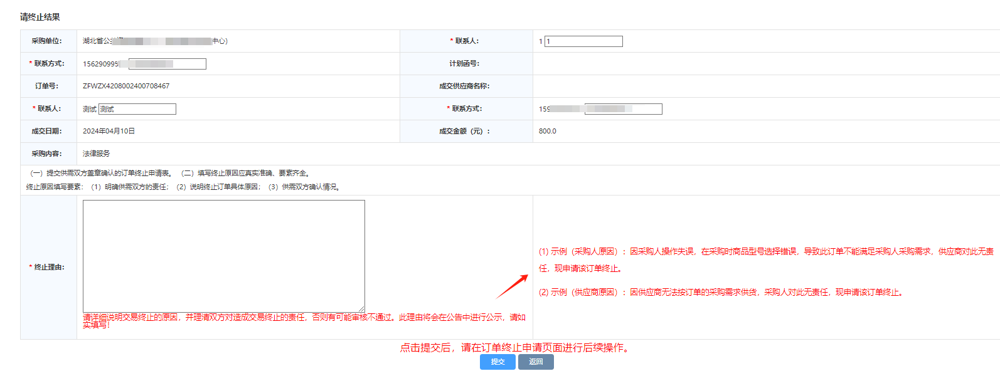 请终止结果
采购单位： 湖北省公 中心） * 联系人： 1 1
* 联系方式： 156290995 计划函号：
订单号： ZFWZX4208002400708467 成交供应商名称：
* 联系人： 测试 测试 * 联系方式： 159
成交日期： 2024年04月10日 成交金额（元）： 800.0
采购内容： 法律服务
（一）提交供需双方盖章确认的订单终止申请表。 （二）填写终止原因应真实准确、要素齐全。
终止原因填写要素：（1）明确供需双方的责任；（2）说明终止订单具体原因；（3）供需双方确认情况。
* 终止理由：
请详细说明交易终止的原因，并理清双方对造成交易终止的责任，否则有可能审核不通过。此理由将会在公告中进行公示，请如
实填写！
(1) 示例（采购人原因）：因采购人操作失误，在采购时商品型号选择错误，导致此订单不能满足采购人采购需求，供应商对此无责
任，现申请该订单终止。
(2) 示例（供应商原因）：因供应商无法按订单的采购需求供货，采购人对此无责任，现申请该订单终止。
点击提交后，请在订单终止申请页面进行后续操作。
提交 返回